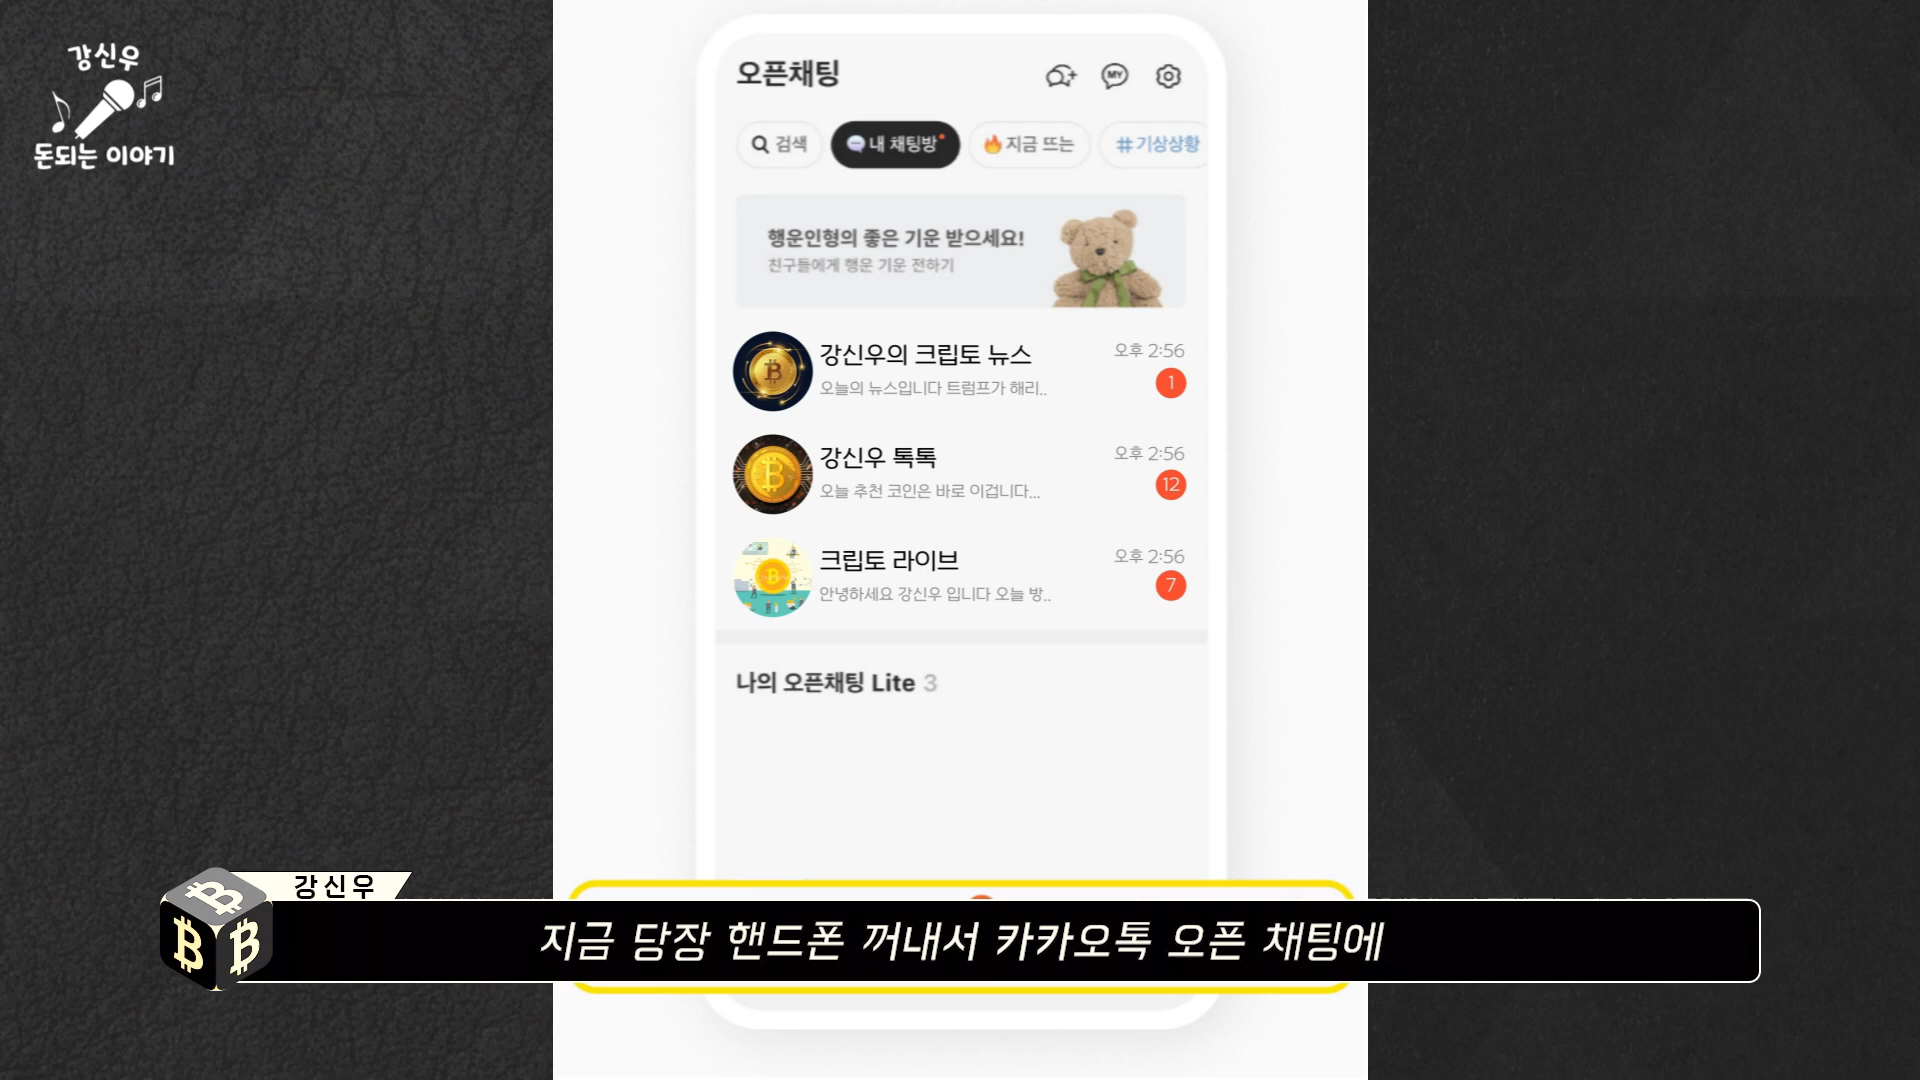 강신우
돈되는 이야기
오픈채팅
MY
검색
내 채팅방
지금 뜨는
#기상상황
행운인형의 좋은 기운 받으세요!
친구들에게 행운 기운 전하기
강신우의 크립토 뉴스
오후 2:56
오늘의 뉴스입니다 트럼프가 해리..
1
강신우 톡톡
오후 2:56
오늘 추천 코인은 바로 이겁니다...
12
크립토 라이브
오후 2:56
안녕하세요 강신우 입니다 오늘 방..
7
나의 오픈채팅 Lite 3
강신우
지금 당장 핸드폰 꺼내서 카카오톡 오픈 채팅에